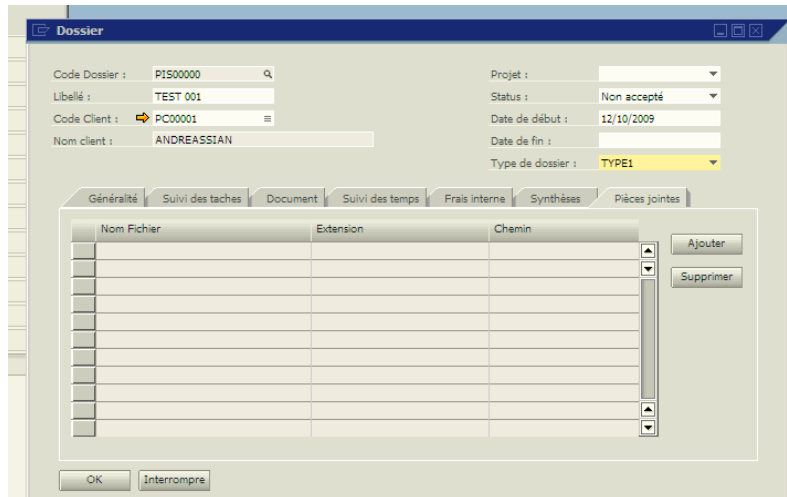 Dossier
Code Dossier : PIS00000
Projet :
Libellé : TEST 001
Status : Non accepté
Code Client : PC00001
Date de début : 12/10/2009
Nom client : ANDREASSIAN
Date de fin :
Type de dossier : TYPE1
Généralité Suivi des taches Document Suivi des temps Frais interne Synthèses Pièces jointes
Nom Fichier Extension Chemin
Ajouter
Supprimer
OK Interrompre